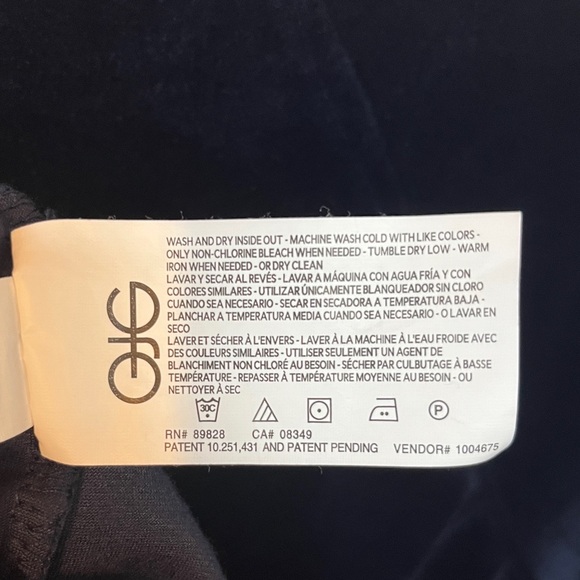 WASH AND DRY INSIDE OUT - MACHINE WASH COLD WITH LIKE COLORS -
ONLY NON-CHLORINE BLEACH WHEN NEEDED - TUMBLE DRY LOW - WARM
IRON WHEN NEEDED - OR DRY CLEAN
LAVAR Y SECAR AL REVÉS - LAVAR A MÁQUINA CON AGUA FRÍA Y CON
COLORES SIMILARES - UTILIZAR ÚNICAMENTE BLANQUEADOR SIN CLORO
CUANDO SEA NECESARIO - SECAR EN SECADORA A TEMPERATURA BAJA -
PLANCHAR A TEMPERATURA MEDIA CUANDO SEA NECESARIO - O LAVAR EN
SECO
LAVER ET SÉCHER À L'ENVERS - LAVER À LA MACHINE À L'EAU FROIDE AVEC
DES COULEURS SIMILAIRES - UTILISER SEULEMENT UN AGENT DE
BLANCHIMENT NON CHLORÉ AU BESOIN - SÉCHER PAR CULBUTAGE À BASSE
TEMPÉRATURE - REPASSER À TEMPÉRATURE MOYENNE AU BESOIN - OU
NETTOYER À SEC
30C P
RN# 89828 CA# 08349
PATENT 10.251,431 AND PATENT PENDING VENDOR# 1004675